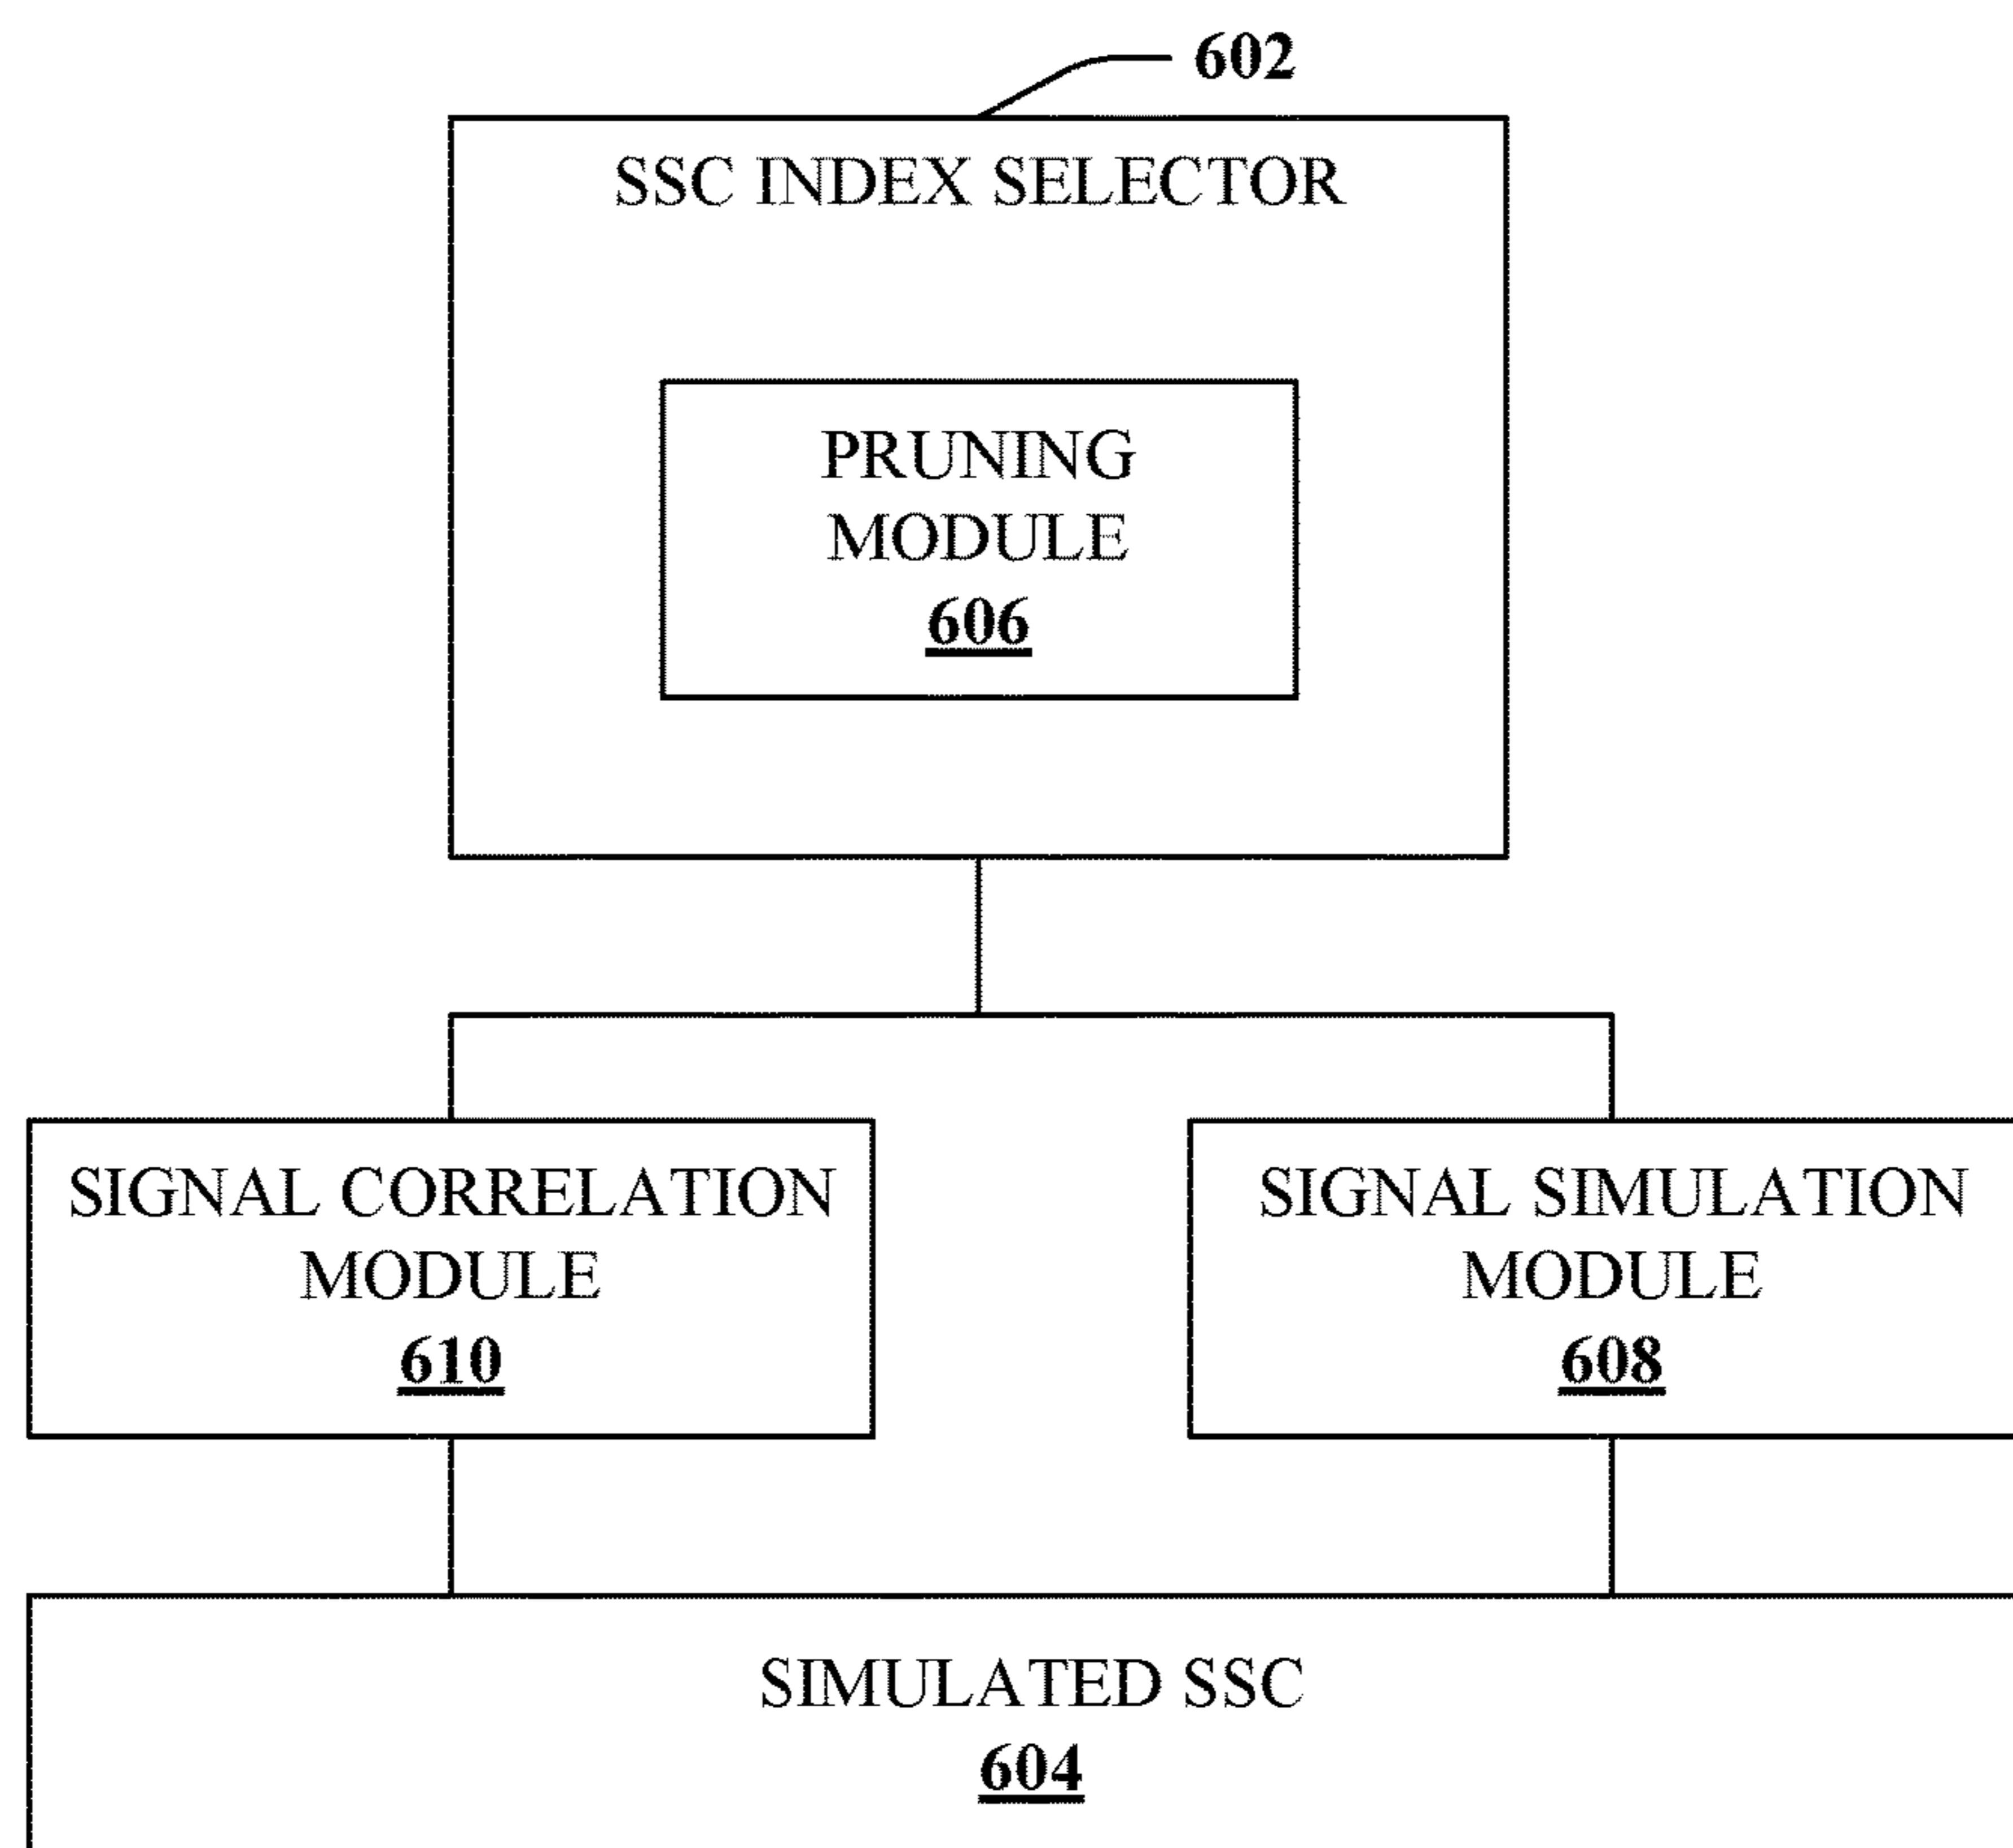 602
SSC INDEX SELECTOR
PRUNING
MODULE
606
SIGNAL CORRELATION
MODULE
610
SIGNAL SIMULATION
MODULE
608
SIMULATED SSC
604